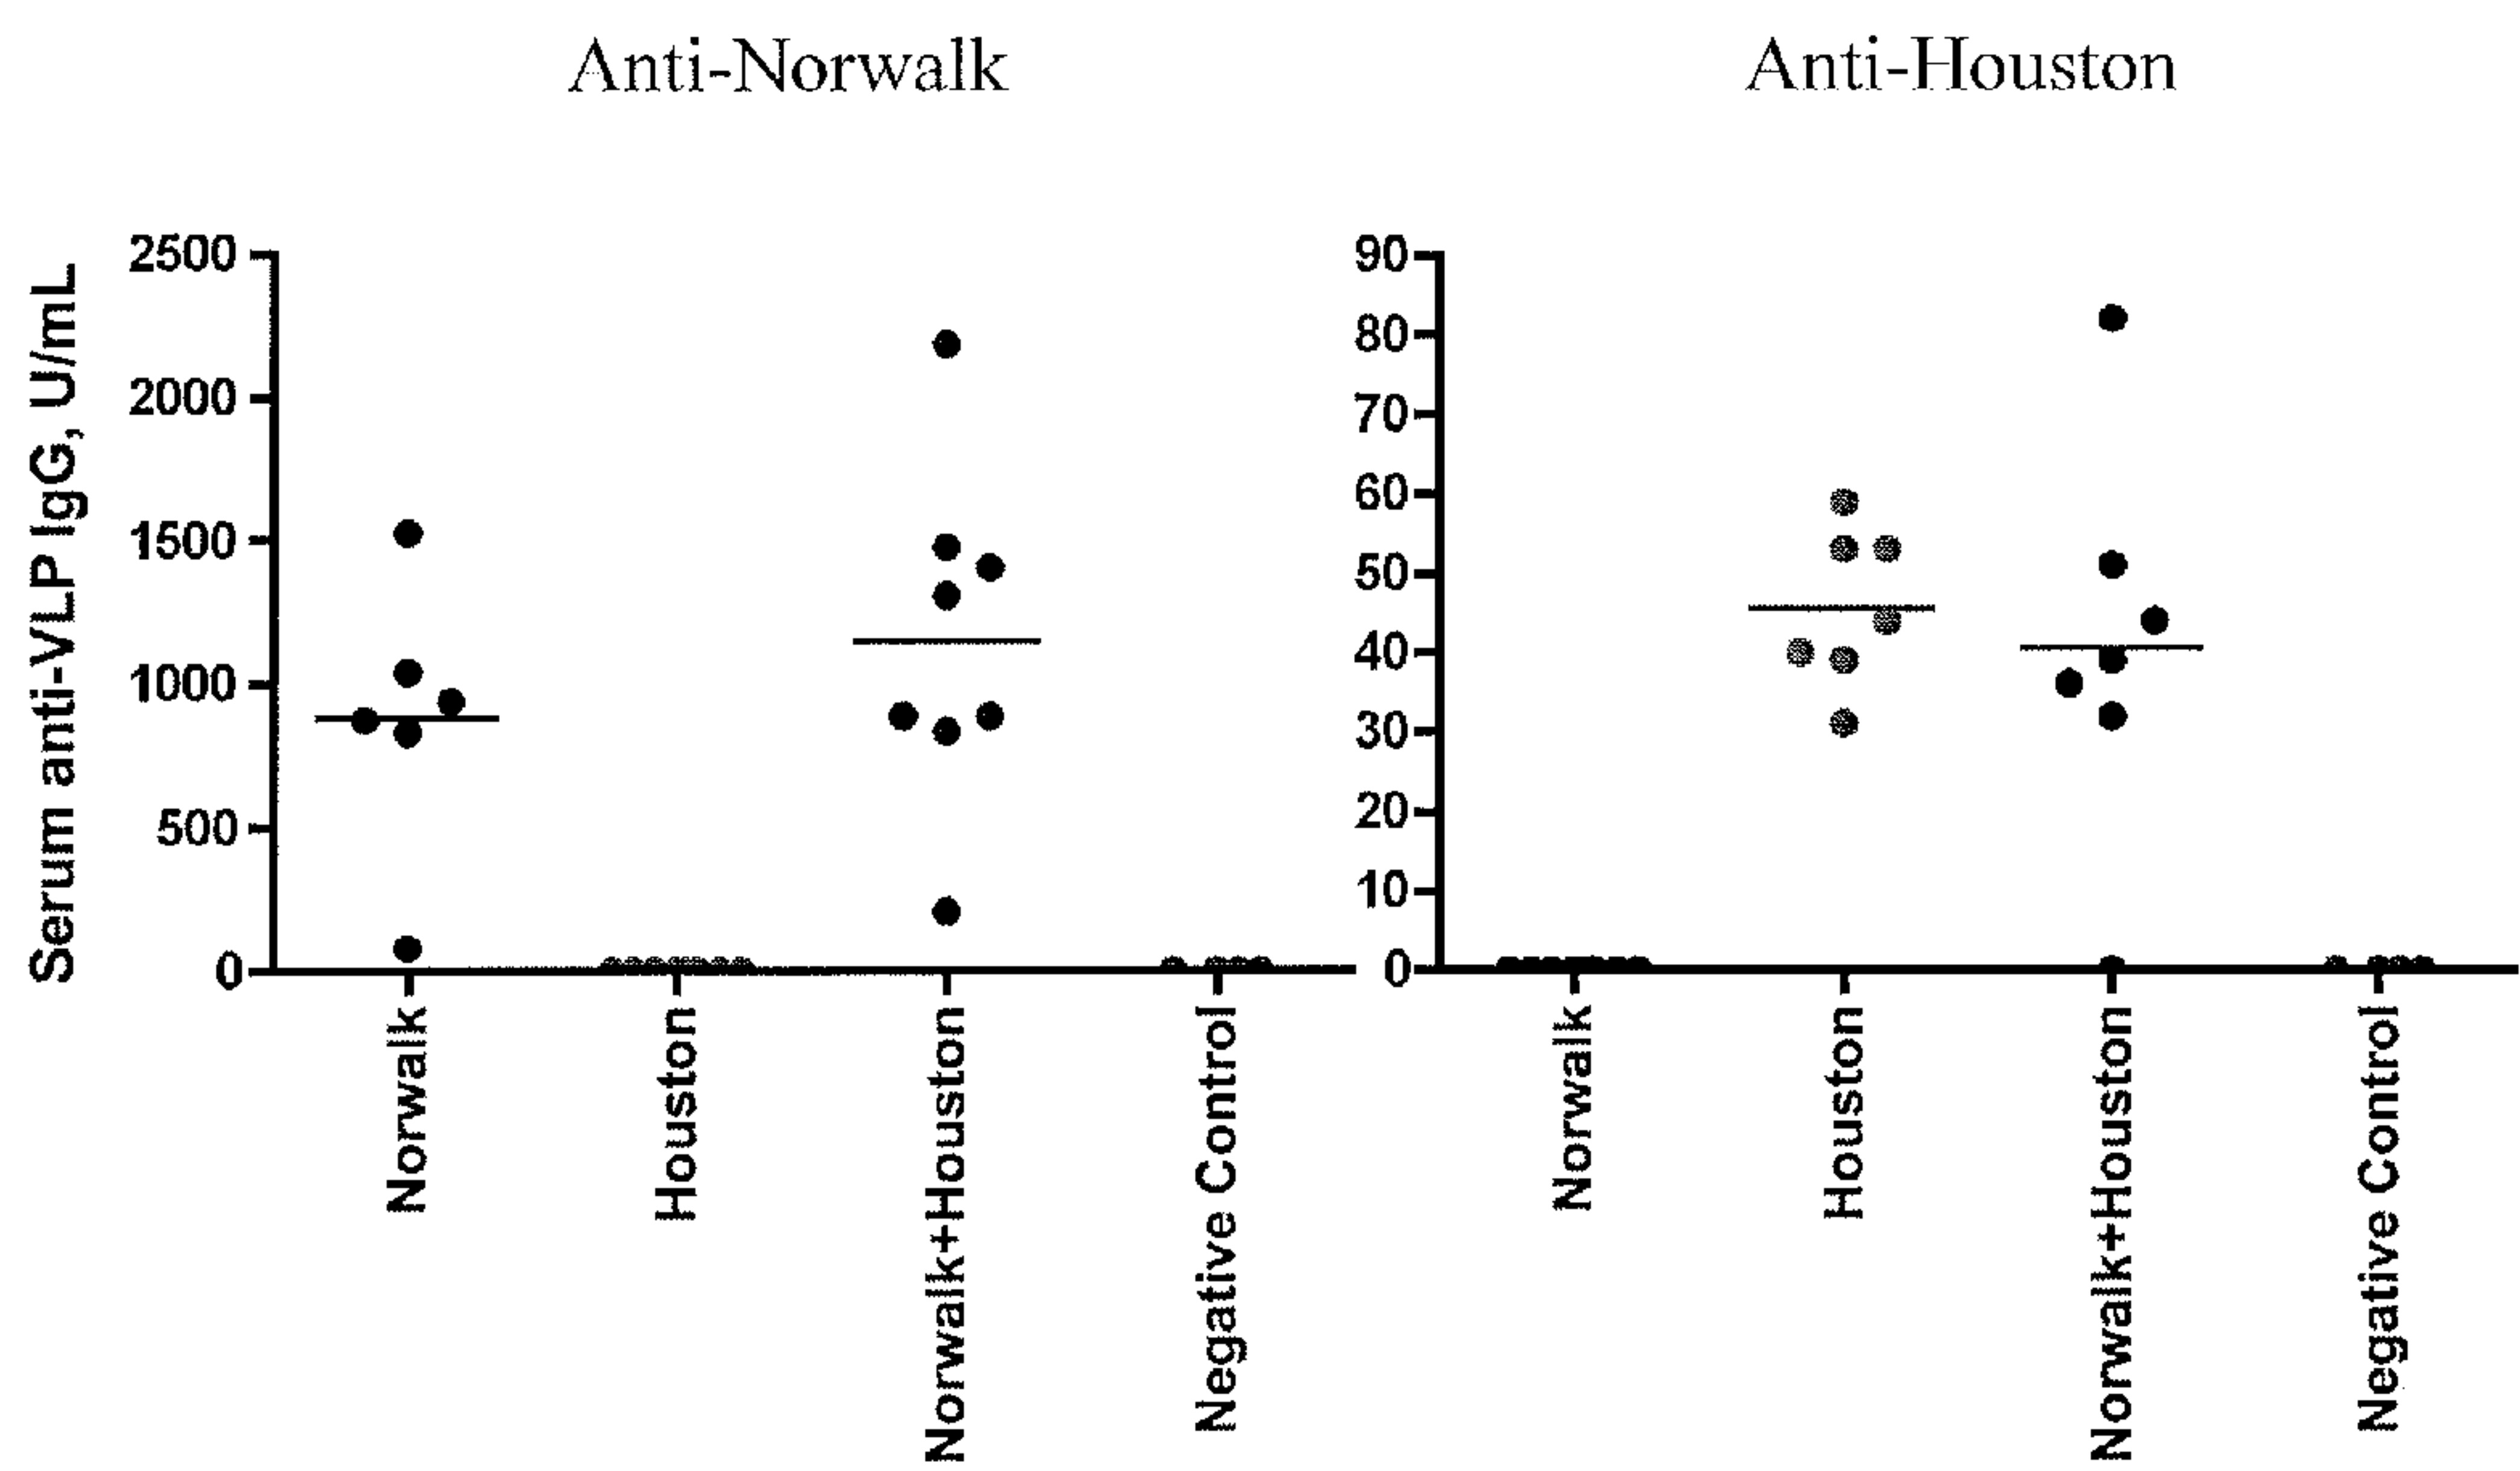 Anti-Norwalk
Anti-Houston
Serum anti-VLP IgG, U/mL
2500
2000
1500
1000
500
0
Norwalk
Houston
Norwalk+Houston
Negative Control
90
80
70
60
50
40
30
20
10
0
Norwalk
Houston
Norwalk+Houston
Negative Control